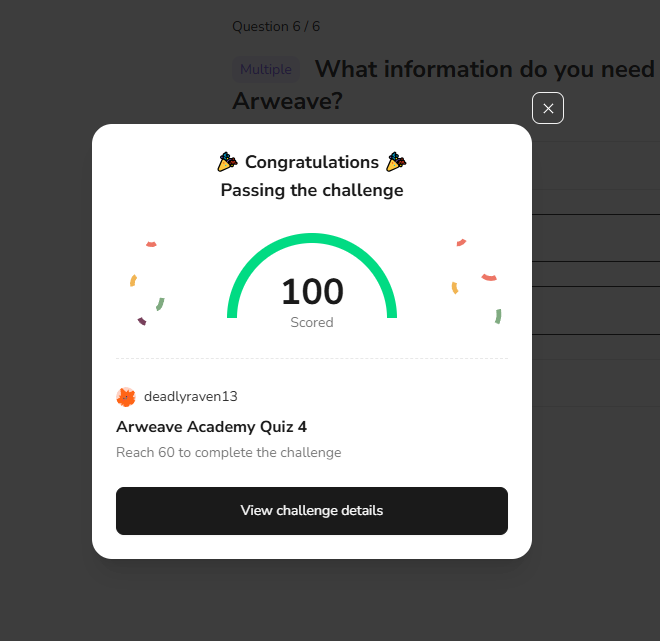 Question 6 / 6
Multiple What information do you need
Arweave?
Congratulations
Passing the challenge
100
Scored
deadlyraven13
Arweave Academy Quiz 4
Reach 60 to complete the challenge
View challenge details